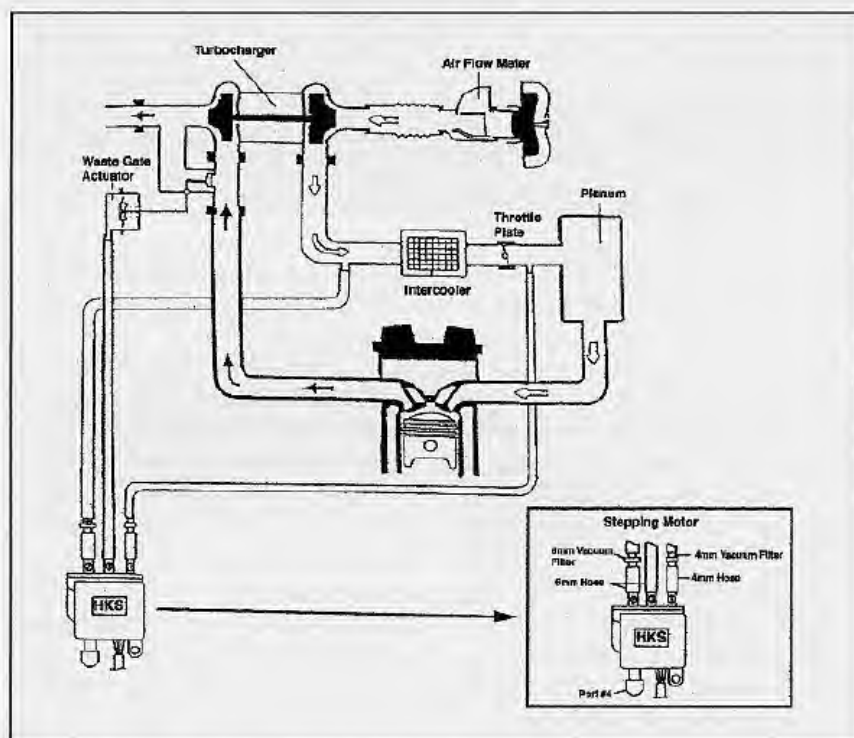 Turbocharger
Air Flow Meter
Waste Gate
Actuator
Plenum
Throttle
Plate
Intercooler
HKS
Stepping Motor
6mm Vacuum
Filter
4mm Vacuum Filter
6mm Hose
4mm Hose
HKS
Port #4